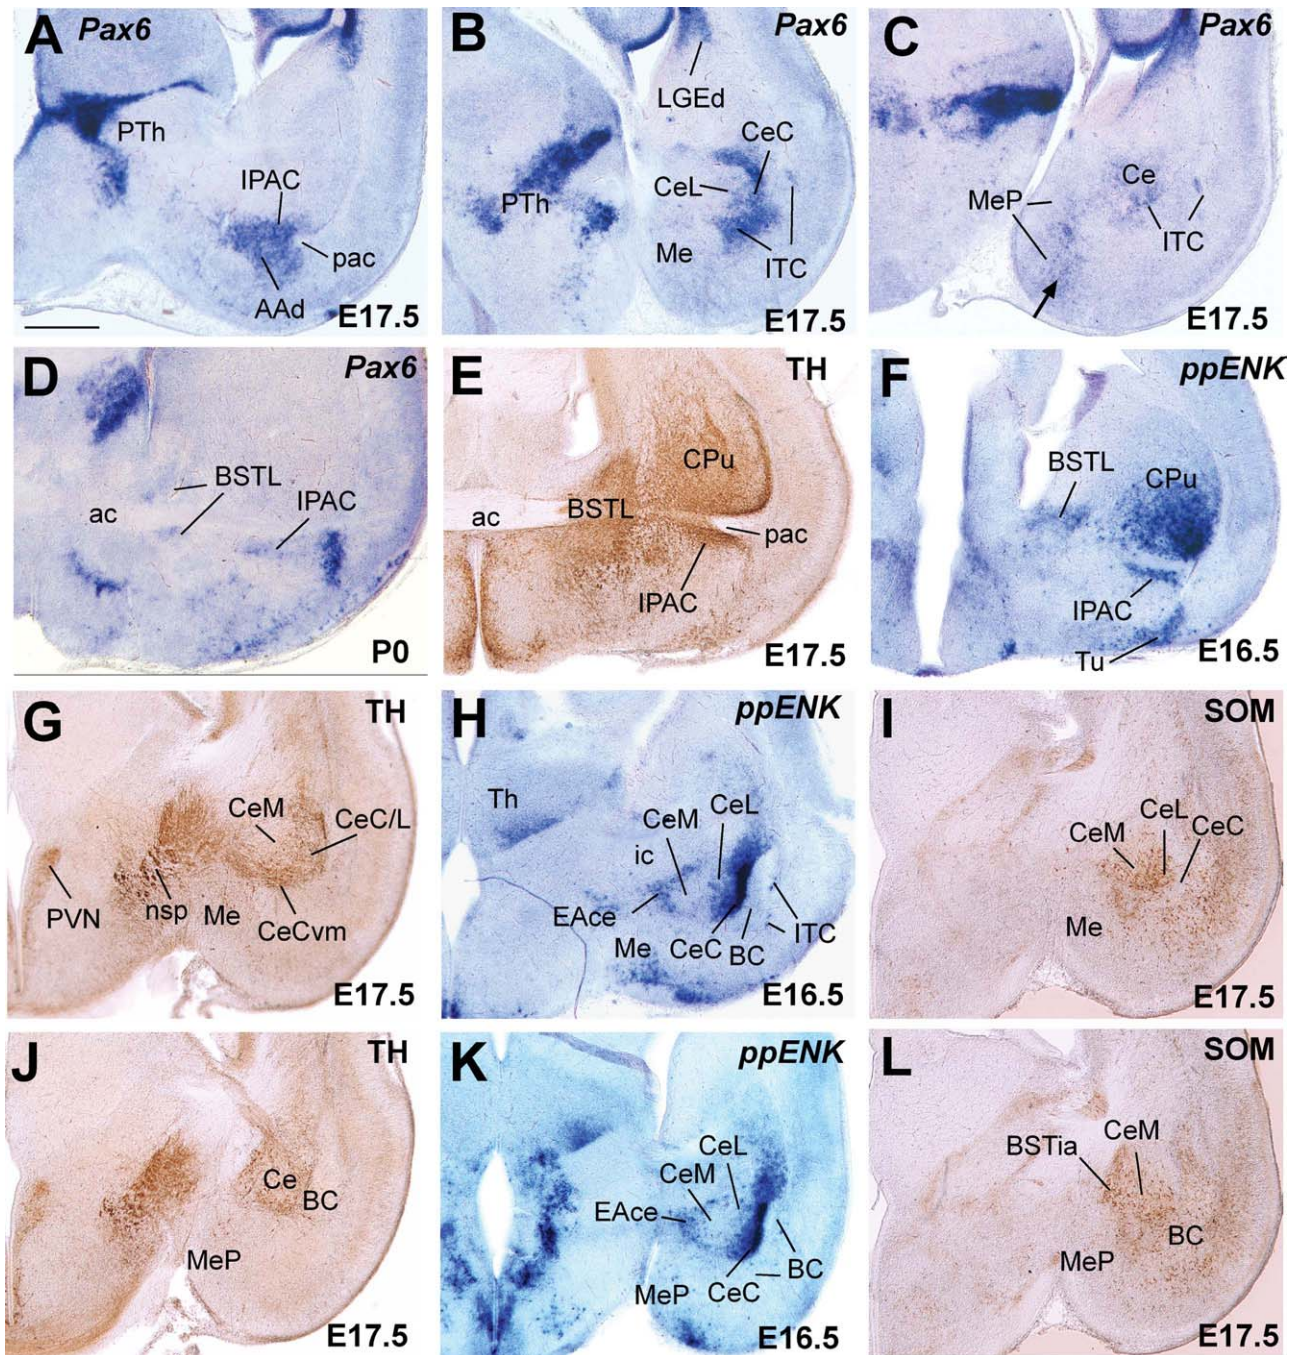 A
Pax6
PTh
IPAC
pac
AAd
E17.5
B
Pax6
LGEd
CeC
CeL
PTh
Me
ITC
E17.5
C
Pax6
Ce
MeP
ITC
E17.5
D
Pax6
BSTL
IPAC
ac
P0
E
TH
CPu
BSTL
ac
pac
IPAC
E17.5
F
ppENK
BSTL
CPu
IPAC
Tu
E16.5
G
TH
CeM
CeC/L
PVN
nsp
Me
CeCvm
E17.5
H
ppENK
Th
CeL
CeM
ic
EAce
Me
CeC
BC
ITC
E16.5
I
SOM
CeL
CeM
CeC
Me
E17.5
J
TH
Ce
BC
MeP
E17.5
K
ppENK
CeL
CeM
EAce
BC
MeP
CeC
E16.5
L
SOM
CeM
BSTia
BC
MeP
E17.5